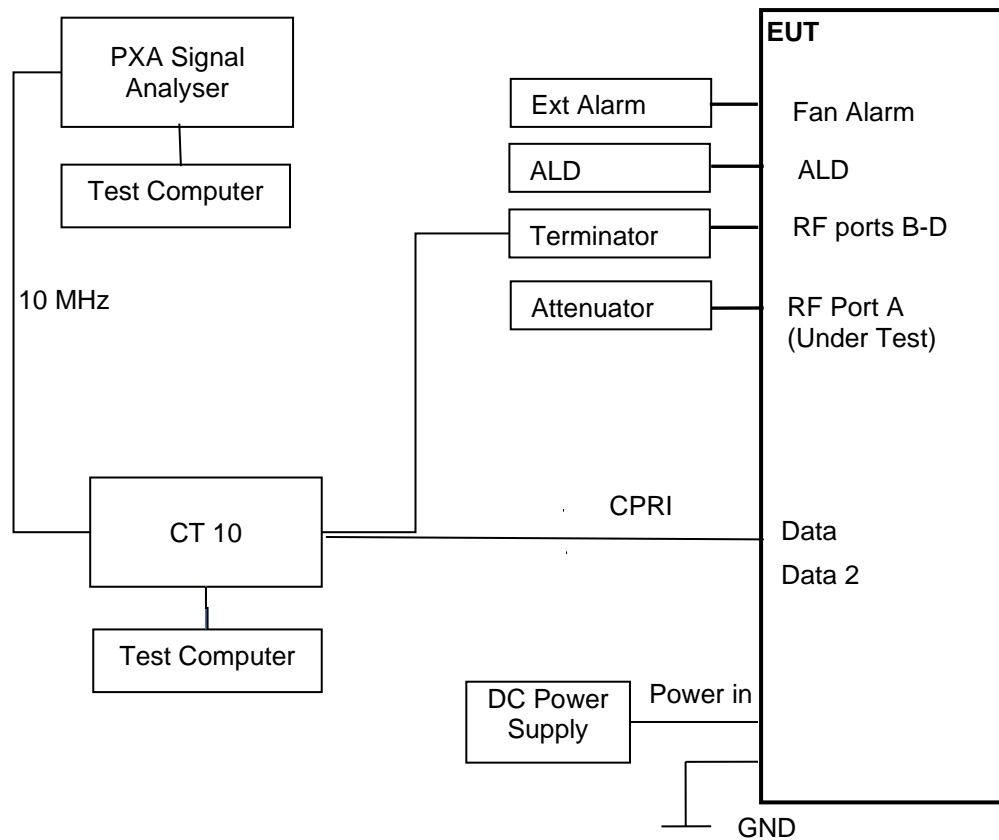 EUT
PXA Signal
Analyser
Test Computer
Ext Alarm
Fan Alarm
ALD
ALD
Terminator
RF ports B-D
10 MHz
Attenuator
RF Port A
(Under Test)
CT 10
CPRI
Data
Data 2
Test Computer
DC Power
Supply
Power in
GND